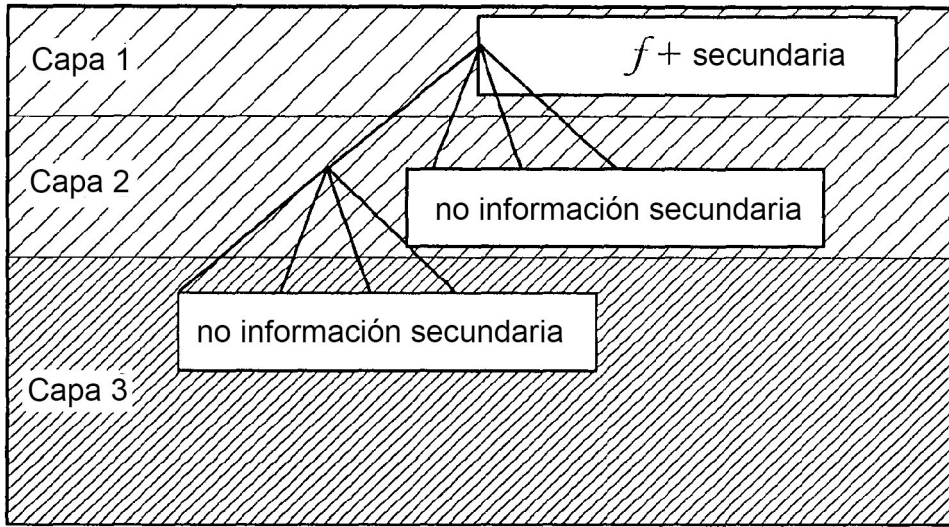 Capa 1
f + secundaria
Capa 2
no información secundaria
no información secundaria
Capa 3